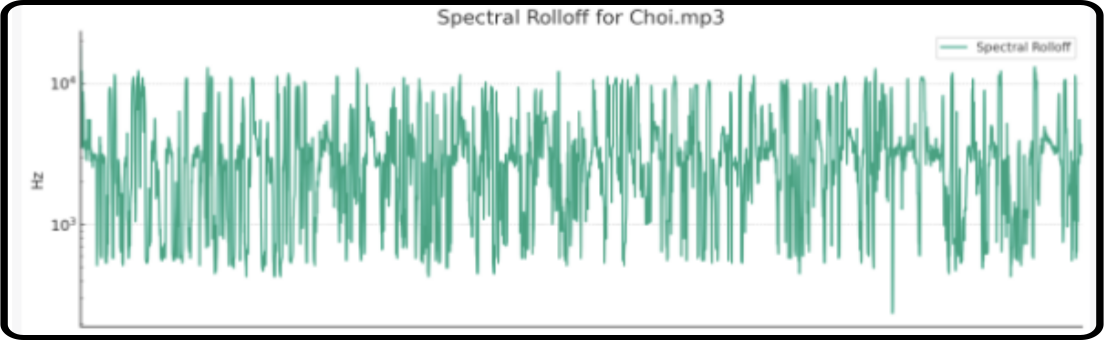 Spectral Rolloff for Choi.mp3
Spectral Rolloff
10⁴
Hz
10³